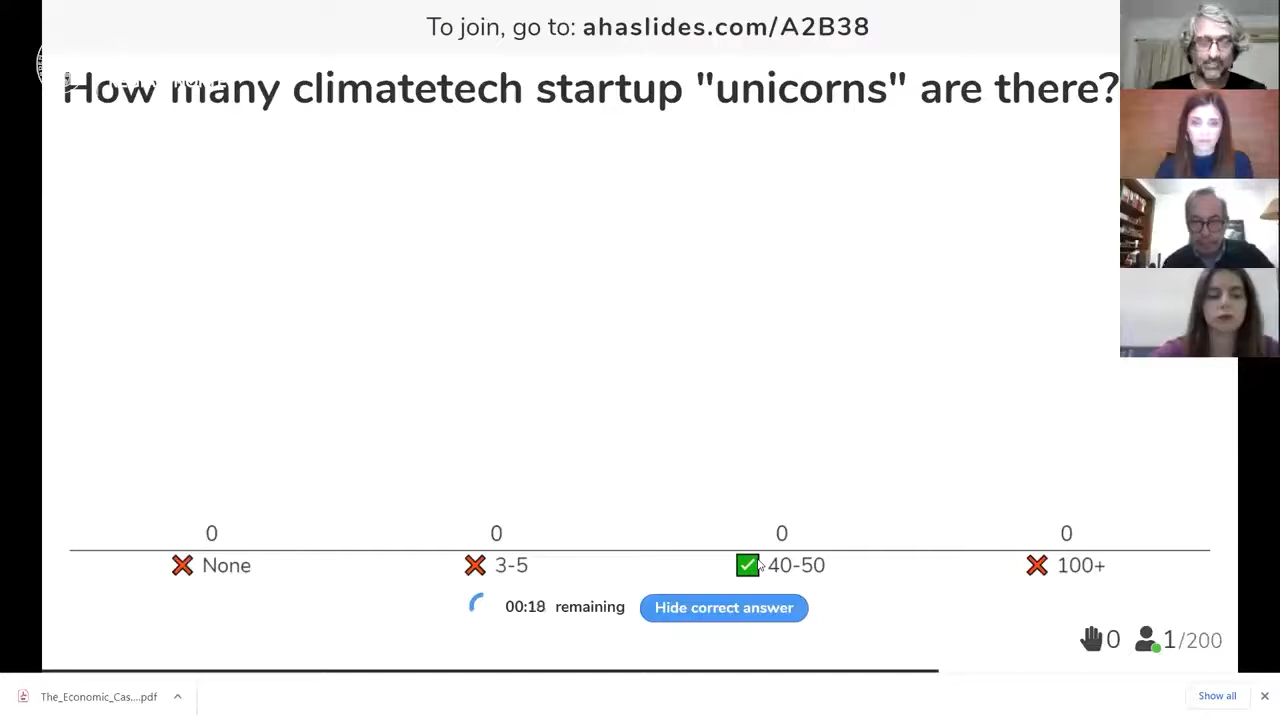 To join, go to: ahaslides.com/A2B38
How many climatetech startup "unicorns" are there?
0 0 0 0
None 3-5 40-50 100+
00:18 remaining Hide correct answer
0 1/200
The_Economic_Cas....pdf Show all